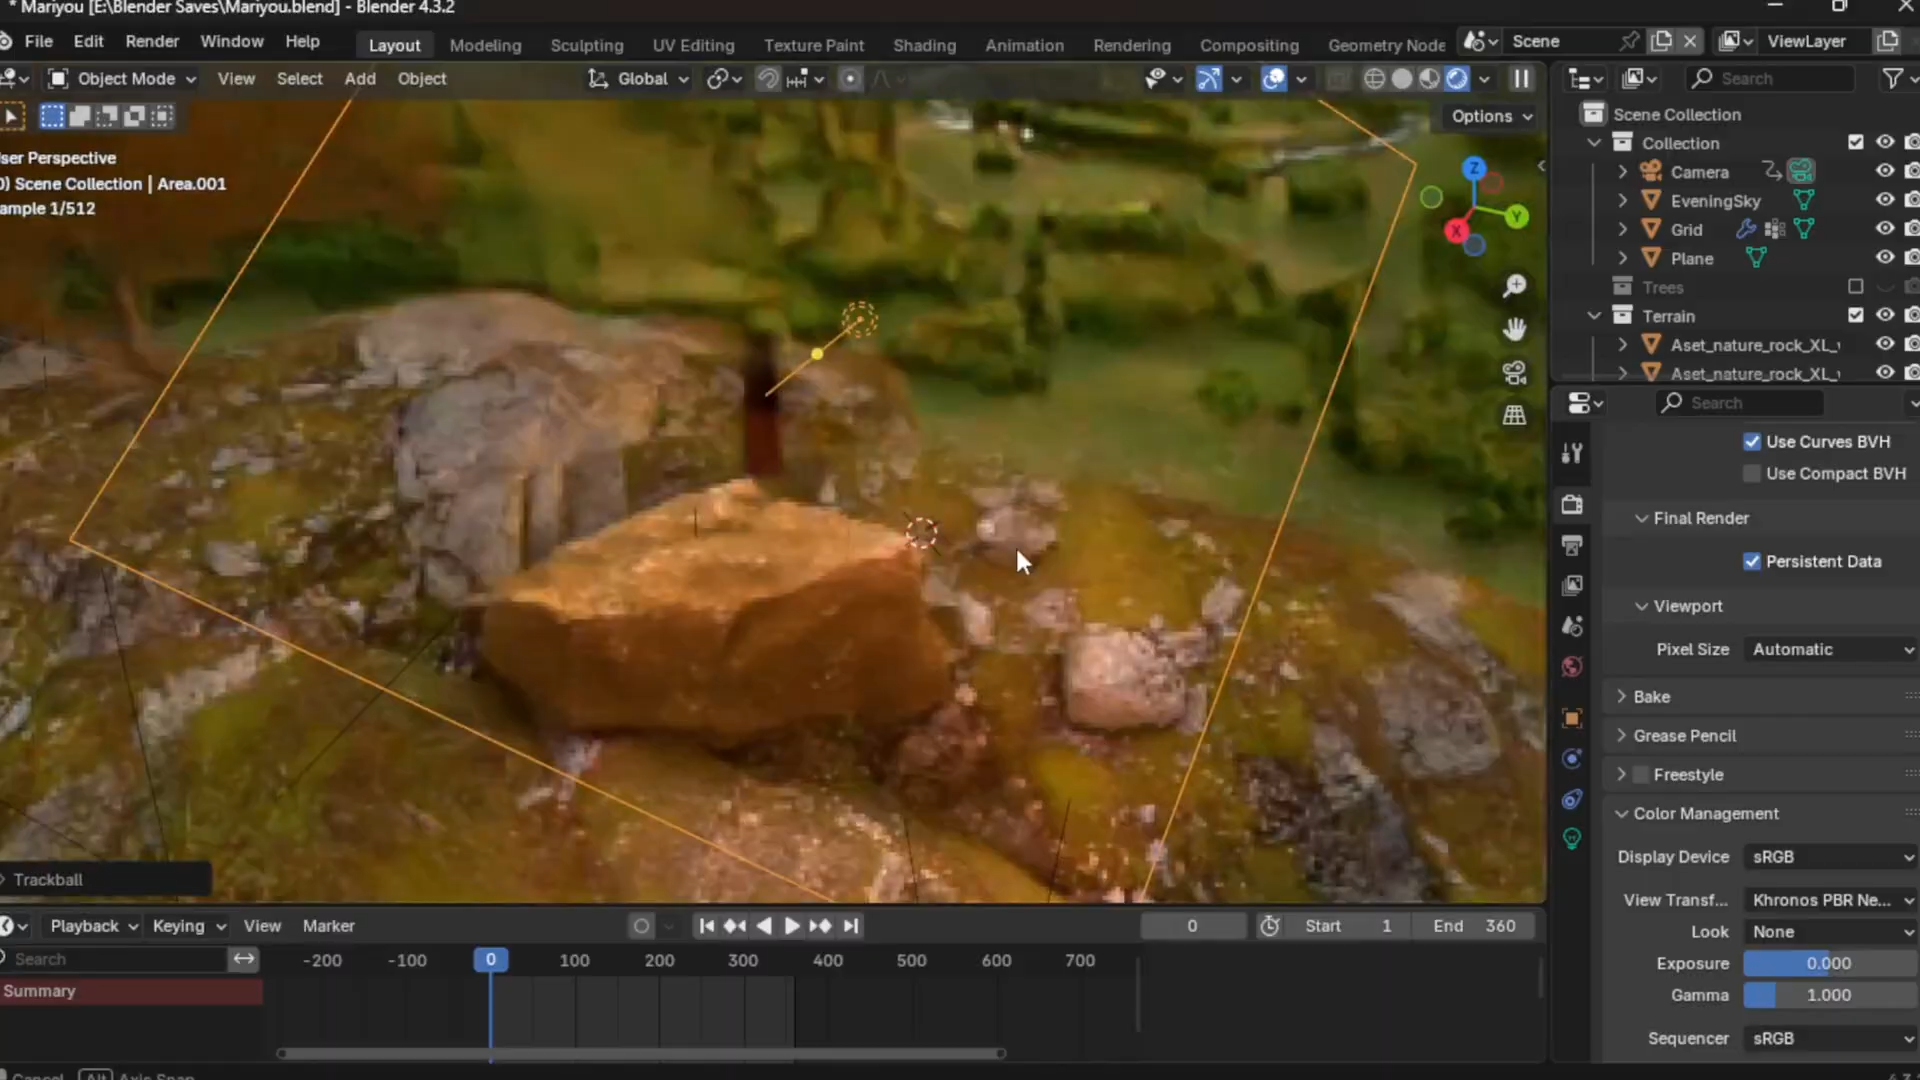 * Mariyou [E:\Blender Saves\Mariyou.blend] - Blender 4.3.2
File Edit Render Window Help Layout Modeling Sculpting UV Editing Texture Paint Shading Animation Rendering Compositing Geometry Node Scene ViewLayer
Object Mode View Select Add Object Global Search
Options
ser Perspective
0) Scene Collection | Area.001
ample 1/512
Z
Y
X
Scene Collection
Collection
Camera
EveningSky
Grid
Plane
Trees
Terrain
Aset_nature_rock_XL_
Aset_nature_rock_XL_
Search
Use Curves BVH
Use Compact BVH
Final Render
Persistent Data
Viewport
Pixel Size Automatic
Bake
Grease Pencil
Freestyle
Color Management
Display Device sRGB
View Transf... Khronos PBR Ne...
Look None
Exposure 0.000
Gamma 1.000
Sequencer sRGB
Trackball
Playback Keying View Marker 0 Start 1 End 360
Search -200 -100 0 100 200 300 400 500 600 700
Summary
Cancel Alt Axis Snap